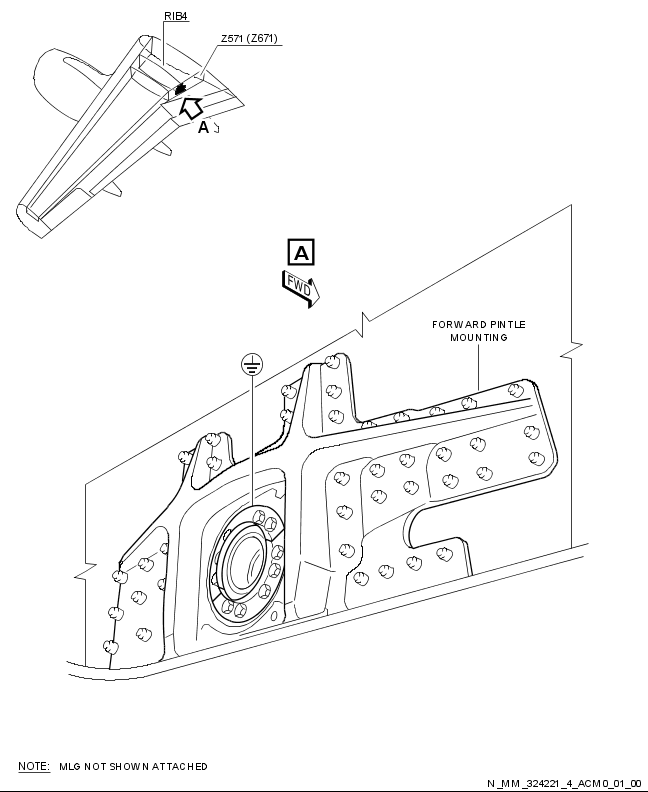 RIB4
Z571 (Z671)
A
A
FWD
FORWARD PINTLE
MOUNTING
NOTE: MLG NOT SHOWN ATTACHED
N_MM_324221_4_ACM0_01_00